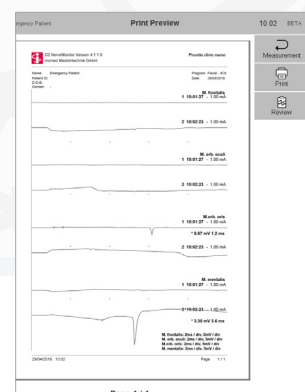 ergency Patient
Print Preview
10 02 BETA
Measurement
Print
Review
C2 NerveMonitor Version 4.1.1.5
inomed Medizintechnik GmbH
Provide clinic name
Name: Emergency Patient
Patient ID:
D.O.B.:
Gender: -
Program: Facial - 4CH
Date: 29/04/2019
M. frontalis
1 10:01:27 - 1.00 mA
2 10:02:23 - 1.00 mA
M. orb. oculi
1 10:01:27 - 1.00 mA
2 10:02:23 - 1.00 mA
M.orb. oris
1 10:01:27 - 1.00 mA
* 0.87 mV 1.2 ms
2 10:02:23 - 1.00 mA
M. mentalis
1 10:01:27 - 1.00 mA
2 10:02:23 - 1.00 mA
* 3.35 mV 3.6 ms
M. frontalis: 2ms / div, 5mV / div
M. orb. oculi: 2ms / div, 5mV / div
M.orb. oris: 2ms / div, 5mV / div
M. mentalis: 2ms / div, 5mV / div
29/04/2019, 10:02
Page 1 / 1